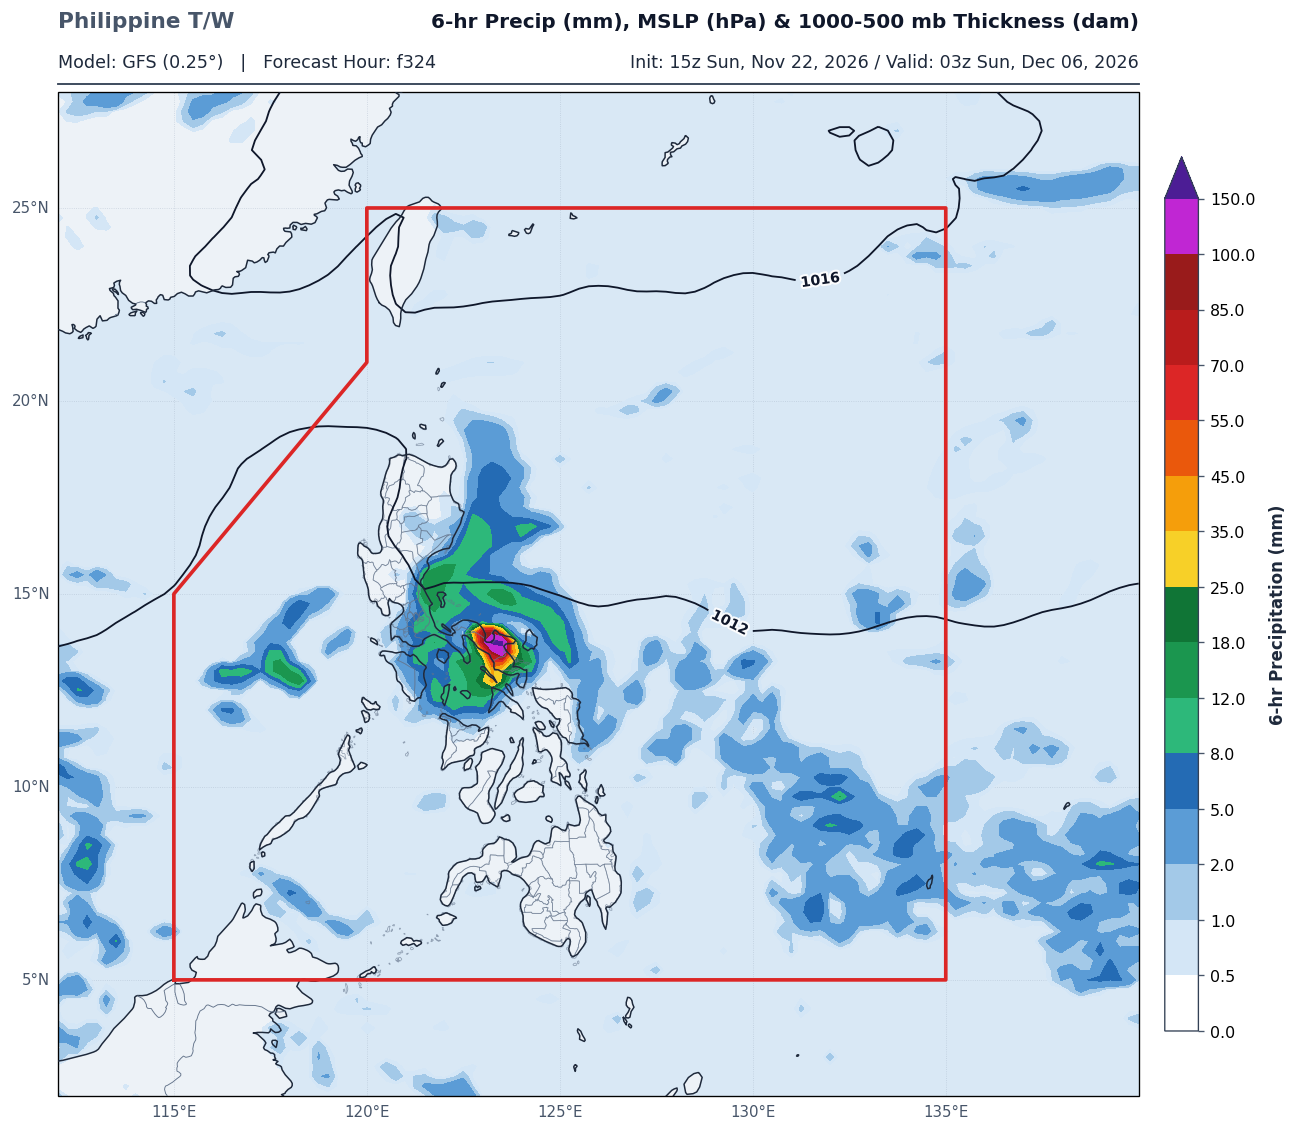 Philippine T/W
6-hr Precip (mm), MSLP (hPa) & 1000-500 mb Thickness (dam)
Model: GFS (0.25°) | Forecast Hour: f324
Init: 15z Sun, Nov 22, 2026 / Valid: 03z Sun, Dec 06, 2026
25°N
20°N
15°N
10°N
5°N
115°E
120°E
125°E
130°E
135°E
1016
1012
150.0
100.0
85.0
70.0
55.0
45.0
35.0
25.0
18.0
12.0
8.0
5.0
2.0
1.0
0.5
0.0
6-hr Precipitation (mm)